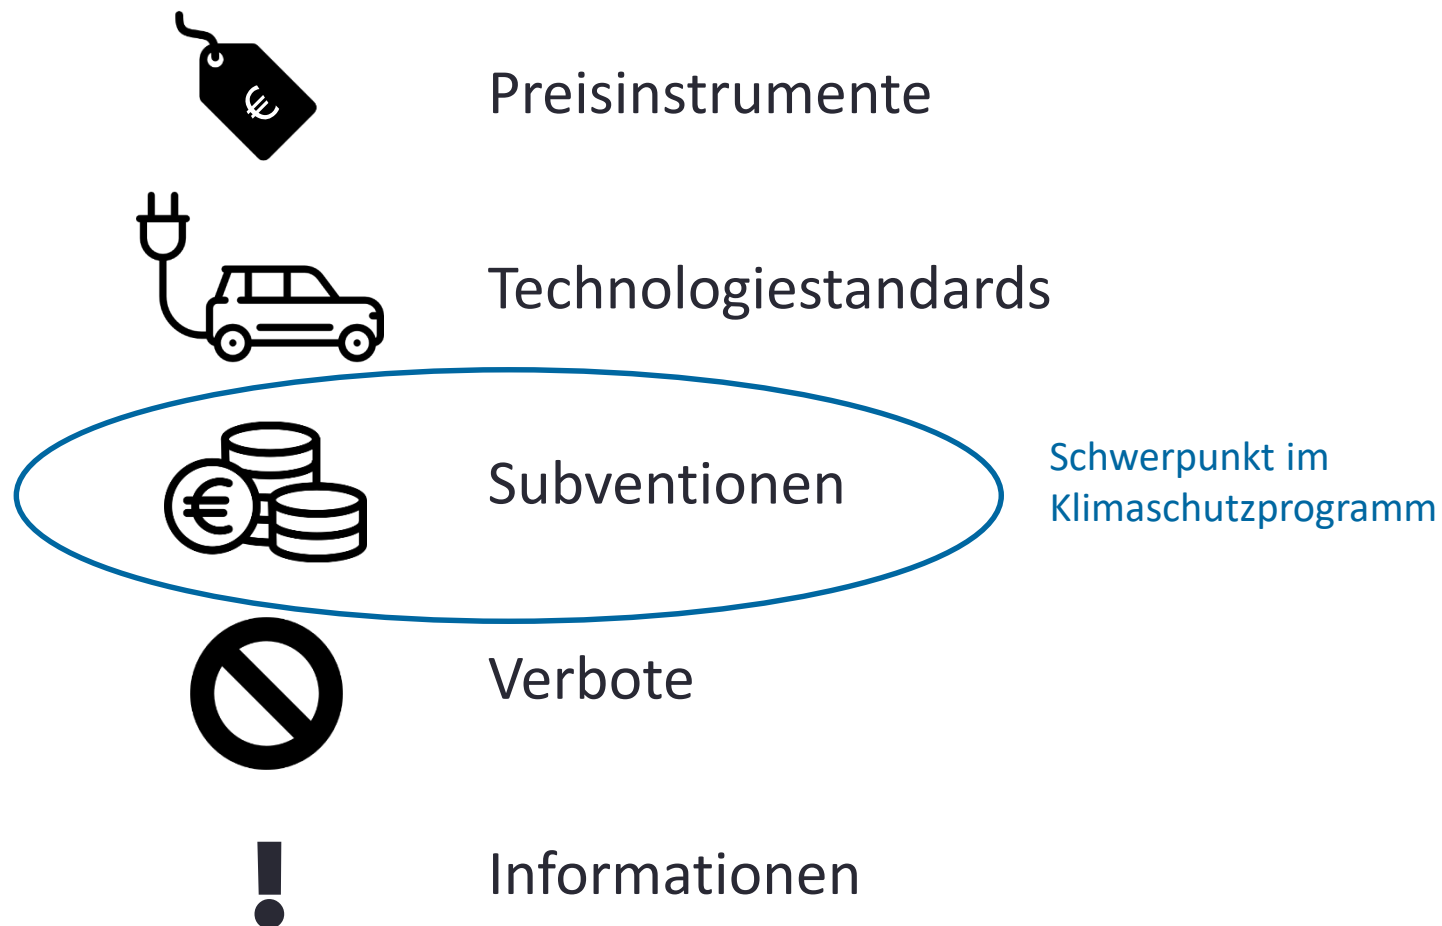 €
Preisinstrumente
Technologiestandards
€
Subventionen
Schwerpunkt im
Klimaschutzprogramm
Verbote
!
Informationen